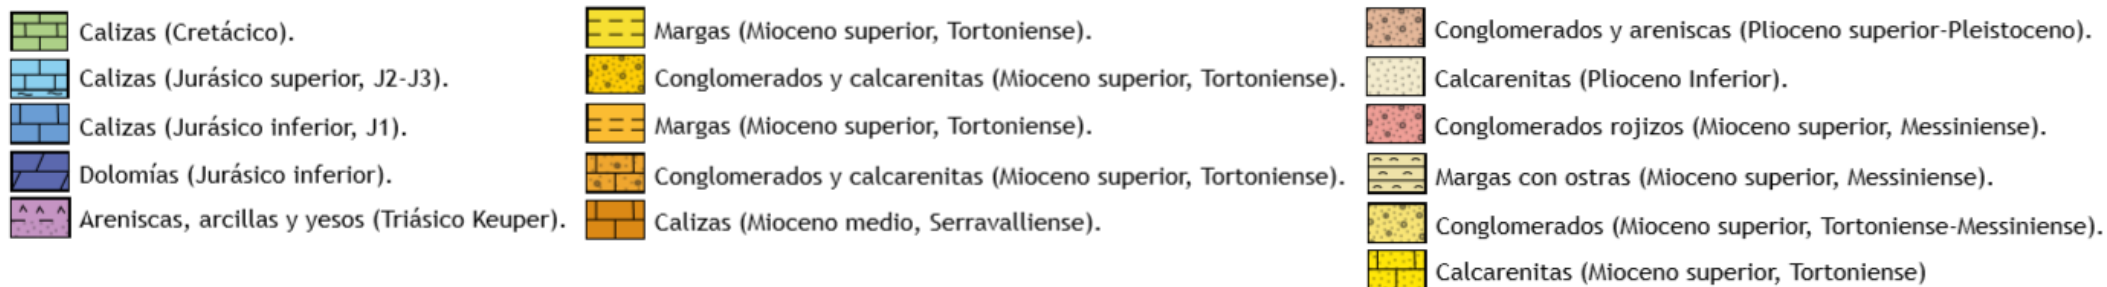 Calizas (Cretácico).
Calizas (Jurásico superior, J2-J3).
Calizas (Jurásico inferior, J1).
Dolomías (Jurásico inferior).
Areniscas, arcillas y yesos (Triásico Keuper).
Margas (Mioceno superior, Tortoniense).
Conglomerados y calcarenitas (Mioceno superior, Tortoniense).
Margas (Mioceno superior, Tortoniense).
Conglomerados y calcarenitas (Mioceno superior, Tortoniense).
Calizas (Mioceno medio, Serravalliense).
Conglomerados y areniscas (Plioceno superior-Pleistoceno).
Calcarenitas (Plioceno Inferior).
Conglomerados rojizos (Mioceno superior, Messiniense).
Margas con ostras (Mioceno superior, Messiniense).
Conglomerados (Mioceno superior, Tortoniense-Messiniense).
Calcarenitas (Mioceno superior, Tortoniense)